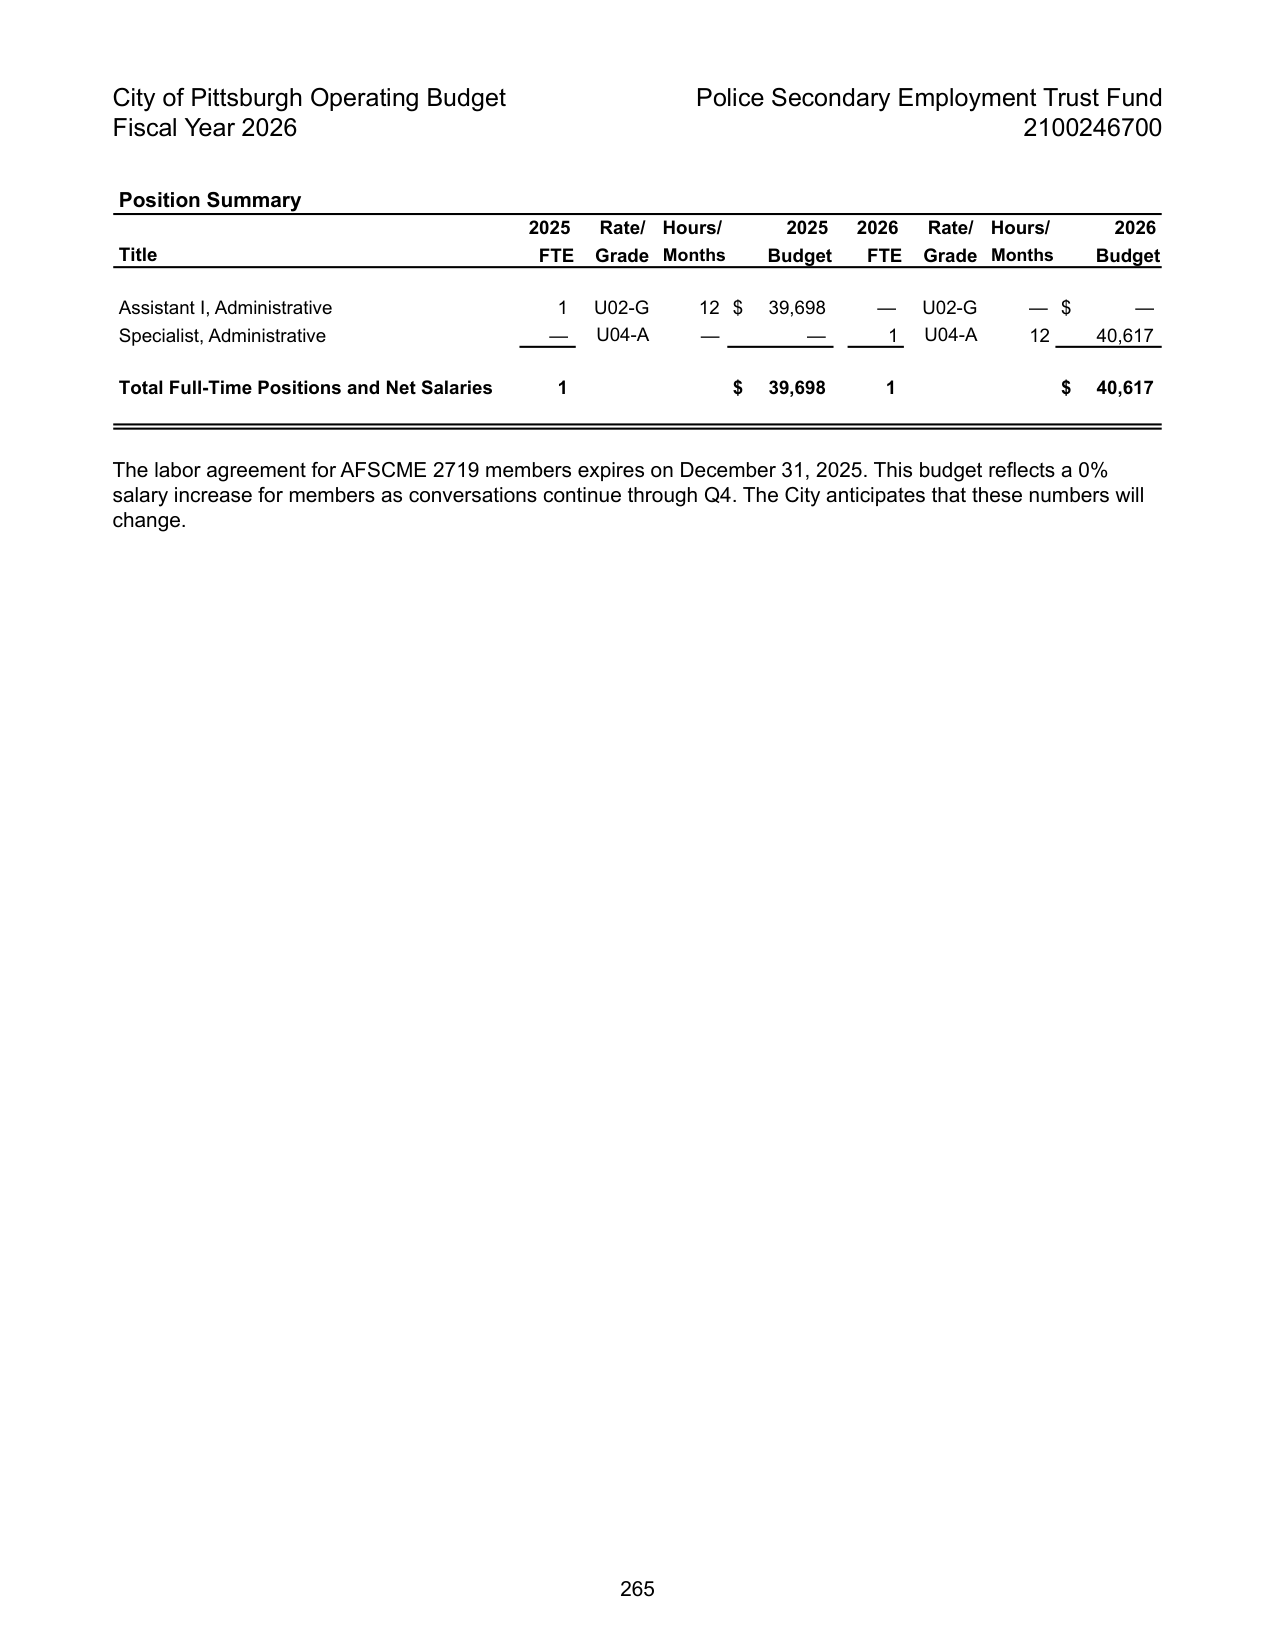 City of Pittsburgh Operating Budget Police Secondary Employment Trust Fund
Fiscal Year 2026 2100246700
Position Summary
2025 Rate/ Hours/ 2025 2026 Rate/ Hours/ 2026
Title FTE Grade Months Budget FTE Grade Months Budget
Assistant I, Administrative 1 U02-G 12 $ 39,698 — U02-G — $ —
Specialist, Administrative — U04-A — — 1 U04-A 12 40,617
Total Full-Time Positions and Net Salaries 1 $ 39,698 1 $ 40,617
The labor agreement for AFSCME 2719 members expires on December 31, 2025. This budget reflects a 0%
salary increase for members as conversations continue through Q4. The City anticipates that these numbers will
change.
265